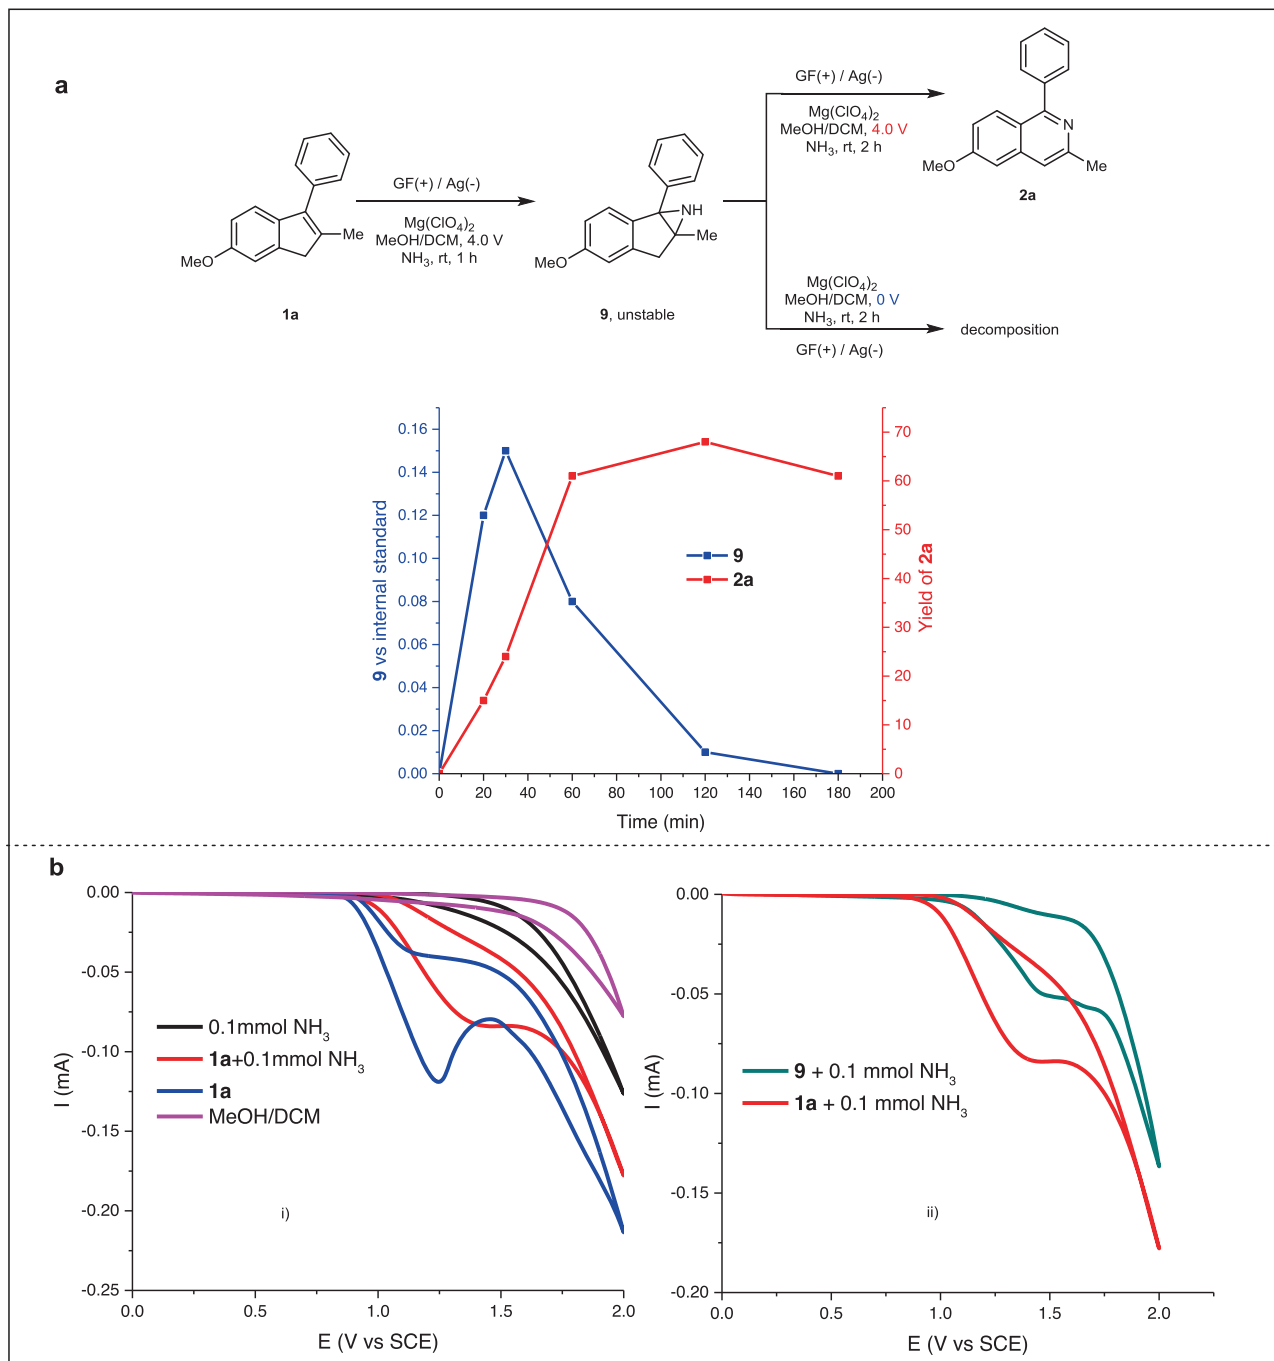 a
GF(+) / Ag(-)
Mg(ClO4)2
MeOH/DCM, 4.0 V
NH3, rt, 2 h
N
MeO
Me
2a
GF(+) / Ag(-)
Mg(ClO4)2
MeOH/DCM, 4.0 V
NH3, rt, 1 h
Me
MeO
1a
NH
Me
MeO
9, unstable
Mg(ClO4)2
MeOH/DCM, 0 V
NH3, rt, 2 h
GF(+) / Ag(-)
decomposition
9 vs internal standard
0.16
0.14
0.12
0.10
0.08
0.06
0.04
0.02
0.00
70
60
50
40
30
20
10
0
Yield of 2a
9
2a
0 20 40 60 80 100 120 140 160 180 200
Time (min)
b
I (mA)
0.00
-0.05
-0.10
-0.15
-0.20
-0.25
0.1mmol NH3
1a+0.1mmol NH3
1a
MeOH/DCM
i)
0.0 0.5 1.0 1.5 2.0
E (V vs SCE)
I (mA)
0.00
-0.05
-0.10
-0.15
-0.20
9 + 0.1 mmol NH3
1a + 0.1 mmol NH3
ii)
0.0 0.5 1.0 1.5 2.0
E (V vs SCE)